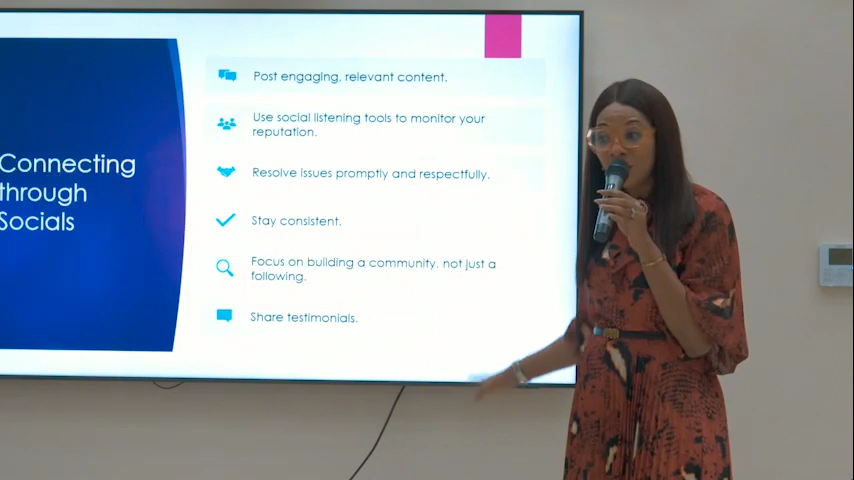 Connecting
through
Socials
Post engaging, relevant content.
Use social listening tools to monitor your
reputation.
Resolve issues promptly and respectfully.
Stay consistent.
Focus on building a community. not just a
following.
Share testimonials.